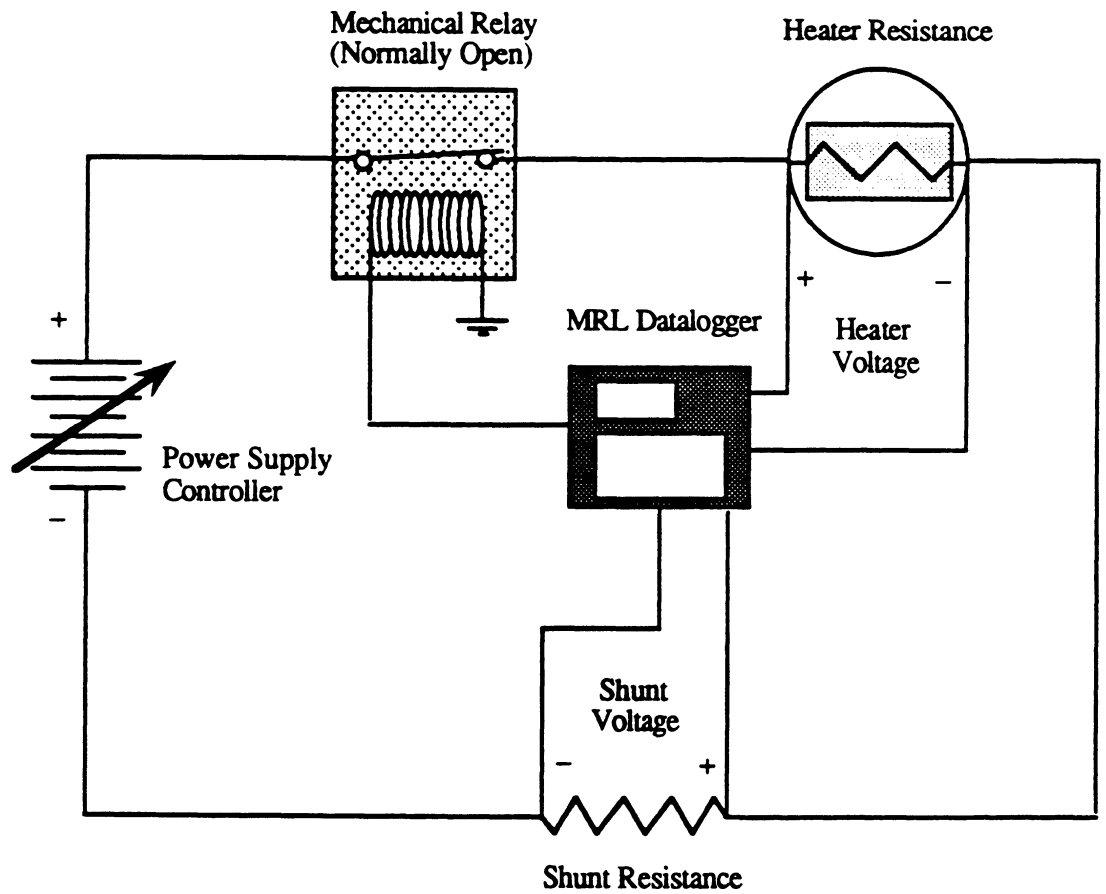 Mechanical Relay
(Normally Open)
Heater Resistance
+
−
MRL Datalogger
Heater
Voltage
+
Power Supply
Controller
−
Shunt
Voltage
−
+
Shunt Resistance